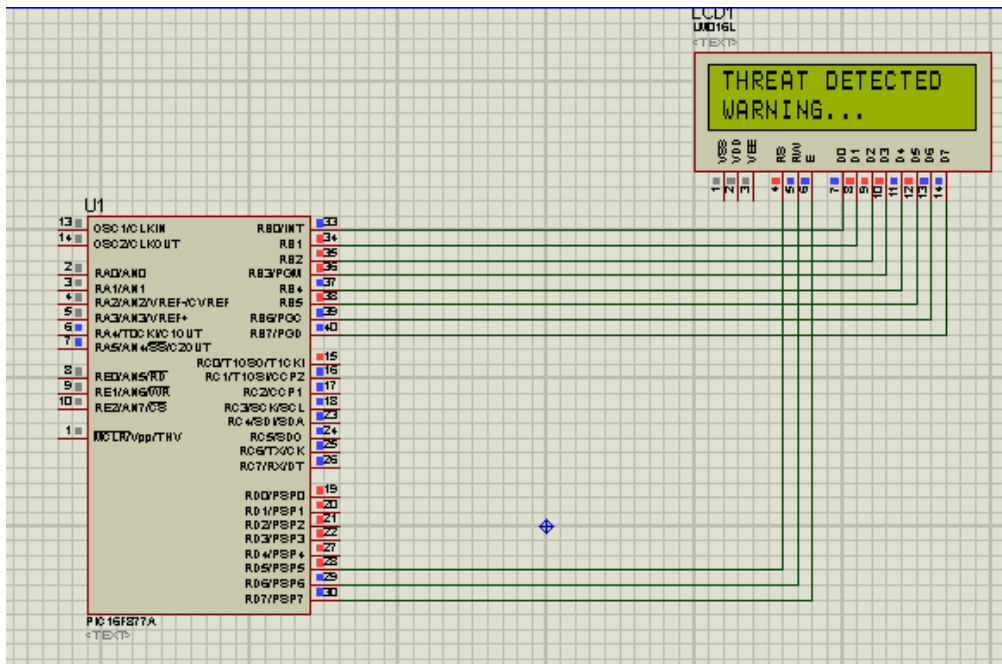 LCD1
LM016L
<TEXT>
THREAT DETECTED
WARNING...
VSS VDD VEE RS RW E D0 D1 D2 D3 D4 D5 D6 D7
1 2 3 4 5 6 7 8 9 10 11 12 13 14
U1
13 OSC1/CLKIN RB0/INT 33
14 OSC2/CLKOUT RB1 34
RB2 35
2 RA0/AN0 RB3/PGM 36
3 RA1/AN1 RB4 37
4 RA2/AN2/VREF-/CVREF RB5 38
5 RA3/AN3/VREF+ RB6/PGC 39
6 RA4/T0CKI/C1OUT RB7/PGD 40
7 RA5/AN4/SS/C2OUT
RC0/T1OSO/T1CKI 15
8 RE0/AN5/RD RC1/T1OSI/CCP2 16
9 RE1/AN6/WR RC2/CCP1 17
10 RE2/AN7/CS RC3/SCK/SCL 18
RC4/SDI/SDA 23
1 MCLR/Vpp/THV RC5/SDO 24
RC6/TX/CK 25
RC7/RX/DT 26
RD0/PSP0 19
RD1/PSP1 20
RD2/PSP2 21
RD3/PSP3 22
RD4/PSP4 27
RD5/PSP5 28
RD6/PSP6 29
RD7/PSP7 30
PIC16F877A
<TEXT>